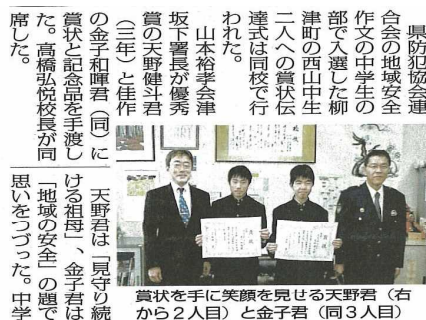 県防犯協会連
合会の地域安全
作文の中学生の
部で入選した柳
津町の西山中生
二人への賞状伝
達式は同校で行
われた。
山本裕孝会津
坂下署長が優秀
賞の天野健斗君
（三年）と佳作
の金子和暉君（同）に
賞状と記念品を手渡し
た。高橋弘悦校長が同
席した。
天野君は「見守り続
ける祖母」、金子君は
「地域の安全」の題で
思いをつづった。中学
賞状を手に笑顔を見せる天野君（右
から２人目）と金子君（同３人目）